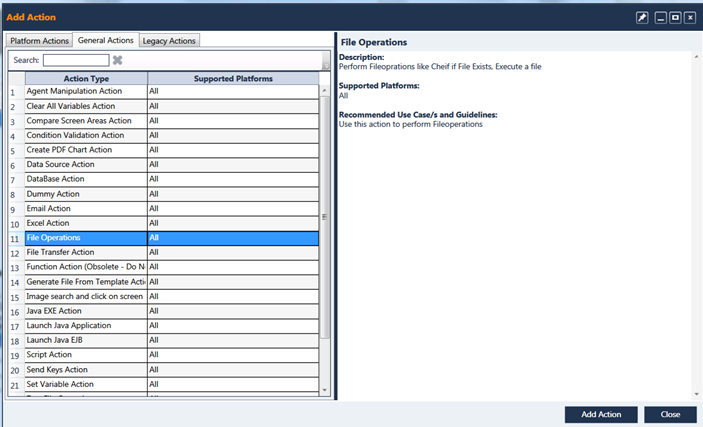 Add Action
Platform Actions General Actions Legacy Actions
Search:
Action Type Supported Platforms
1 Agent Manipulation Action All
2 Clear All Variables Action All
3 Compare Screen Areas Action All
4 Condition Validation Action All
5 Create PDF Chart Action All
6 Data Source Action All
7 DataBase Action All
8 Dummy Action All
9 Email Action All
10 Excel Action All
11 File Operations All
12 File Transfer Action All
13 Function Action (Obsolete - Do N All
14 Generate File From Template Actio All
15 Image search and click on screen All
16 Java EXE Action All
17 Launch Java Application All
18 Launch Java EJB All
19 Script Action All
20 Send Keys Action All
21 Set Variable Action All
File Operations
Description:
Perform Fileoprations like Cheif if File Exists, Execute a file
Supported Platforms:
All
Recommended Use Case/s and Guidelines:
Use this action to perform Fileoperations
Add Action Close